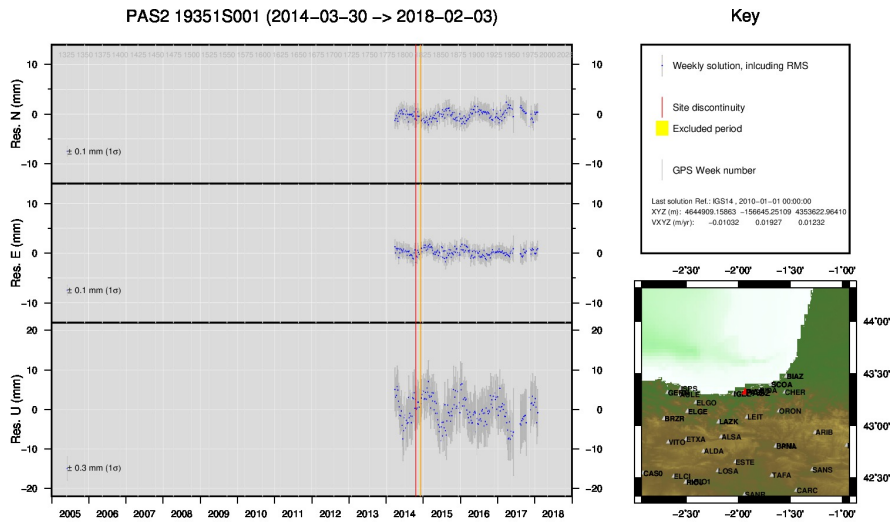 PAS2 19351S001 (2014−03−30 −> 2018−02−03)
Key
10
0
−10
Res. N (mm)
± 0.1 mm (1σ)
10
0
−10
10
0
−10
Res. E (mm)
± 0.1 mm (1σ)
10
0
−10
20
10
0
−10
−20
Res. U (mm)
± 0.3 mm (1σ)
20
10
0
−10
−20
2005 2006 2007 2008 2009 2010 2011 2012 2013 2014 2015 2016 2017 2018
Weekly solution, inlcuding RMS
Site discontinuity
Excluded period
GPS Week number
Last solution Ref.: IGS14 , 2010−01−01 00:00:00
XYZ (m): 4644909.15863 −156645.25109 4353622.96410
VXYZ (m/yr): −0.01032 0.01927 0.01232
−2°30' −2°00' −1°30' −1°00'
44°00'
43°30'
43°00'
42°30'
BIAZ
SCOA
CHER
ELGO
ELGE
BRZR
LAZK
LEIT
ORON
ARIB
VITO
ETXA
ALSA
ALDA
ESTE
CAS0
ELCI
LOSA
TAFA
SANS
SANR
CARC
−2°30' −2°00' −1°30' −1°00'